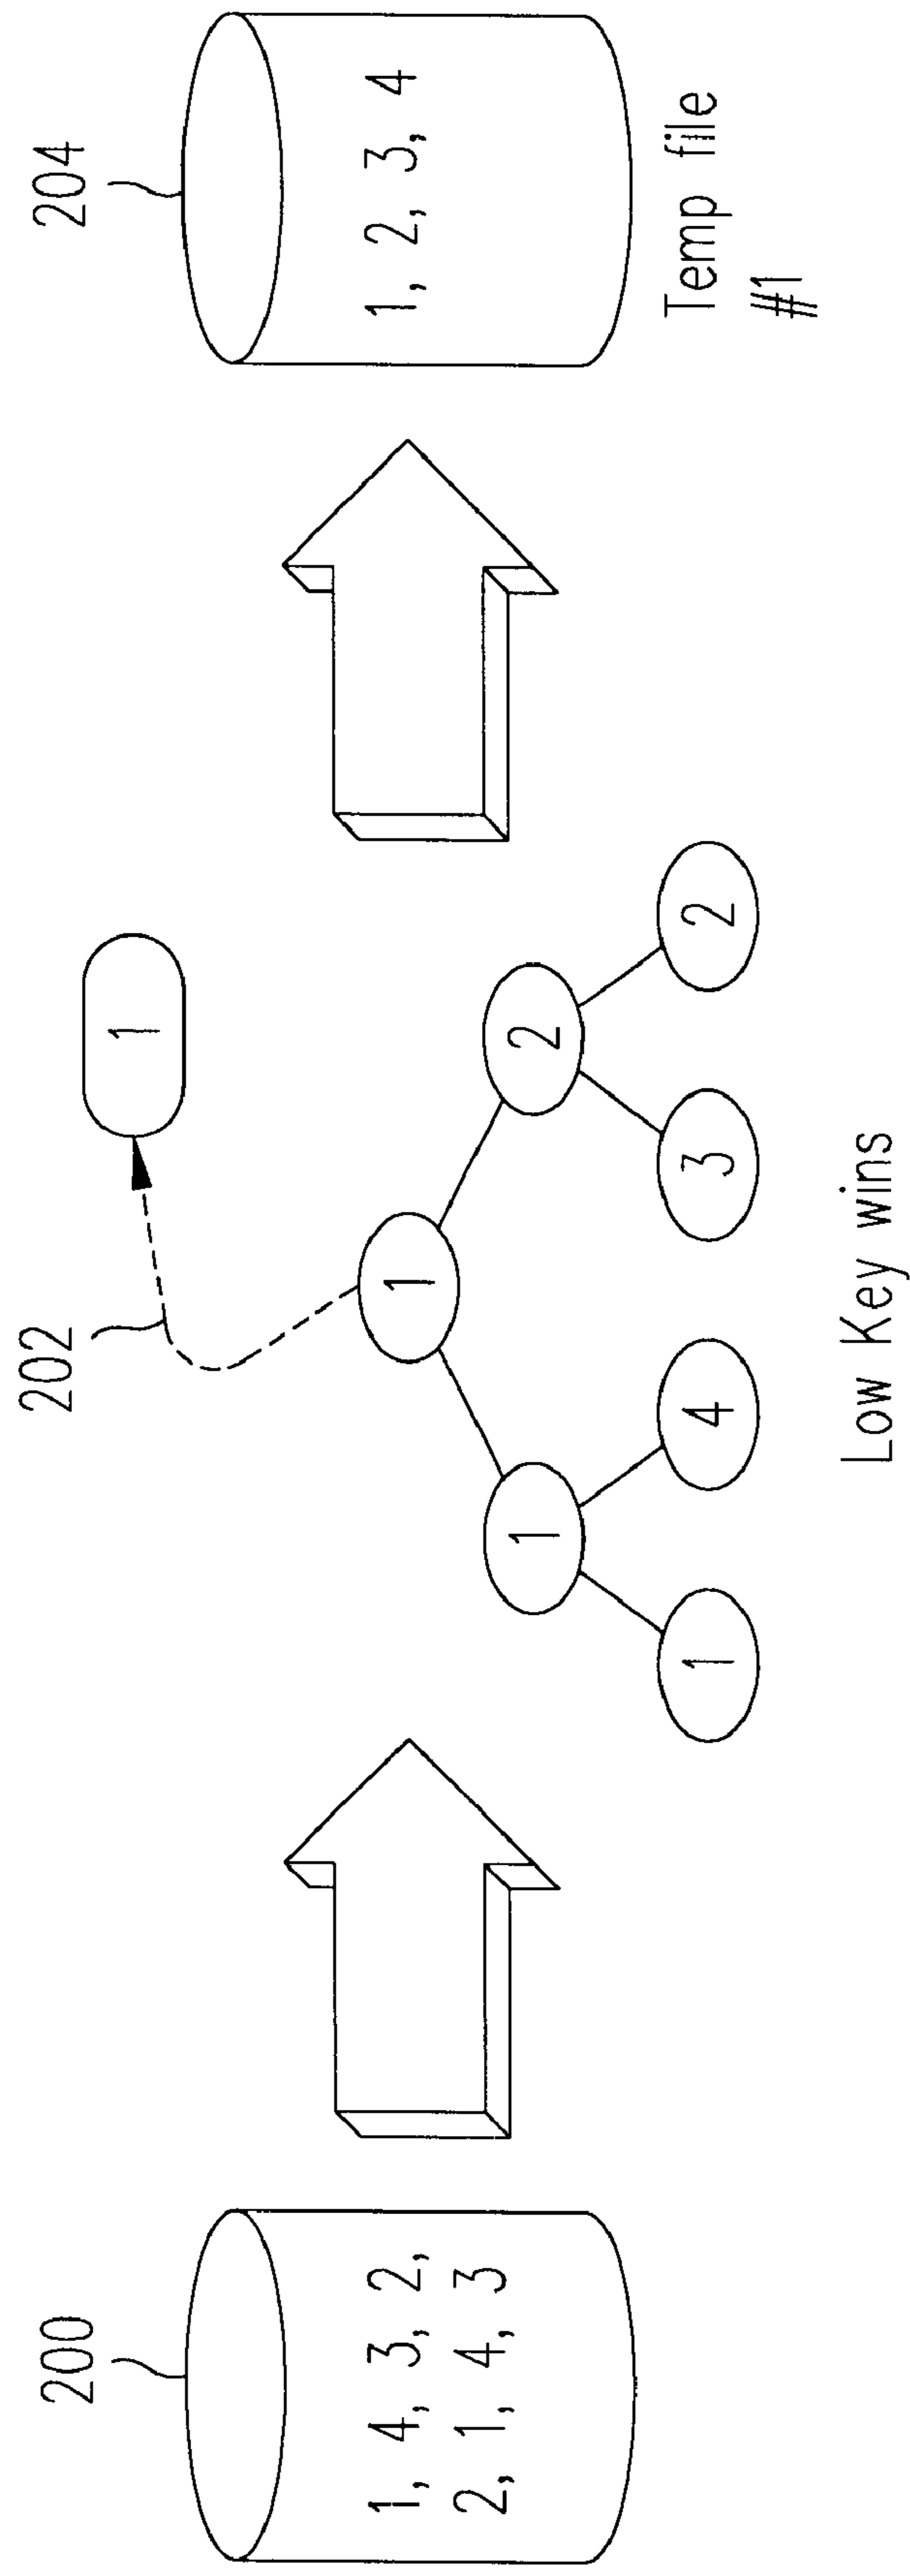 200
1, 4, 3, 2,
2, 1, 4, 3
202
1
1
1
2
1
4
3
2
Low Key wins
204
1, 2, 3, 4
Temp file
#1